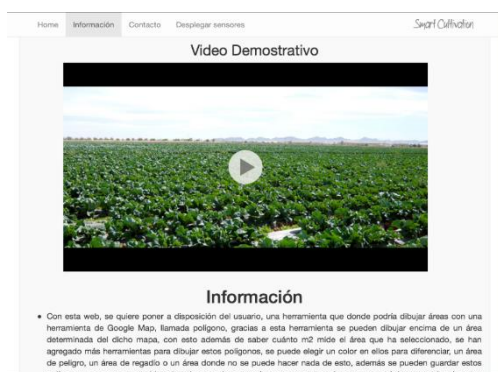 Home Información Contacto Desplegar sensores Smart Cultivation
Video Demostrativo
Información
• Con esta web, se quiere poner a disposición del usuario, una herramienta que donde podría dibujar áreas con una
herramienta de Google Map, llamada polígono, gracias a esta herramienta se pueden dibujar encima de un área
determinada del dicho mapa, con esto además de saber cuánto m2 mide el área que ha seleccionado, se han
agregado más herramientas para dibujar estos polígonos, se puede elegir un color en ellos para diferenciar, un área
de peligro, un área de regadío o un área donde no se puede hacer nada de esto, además se pueden guardar estos